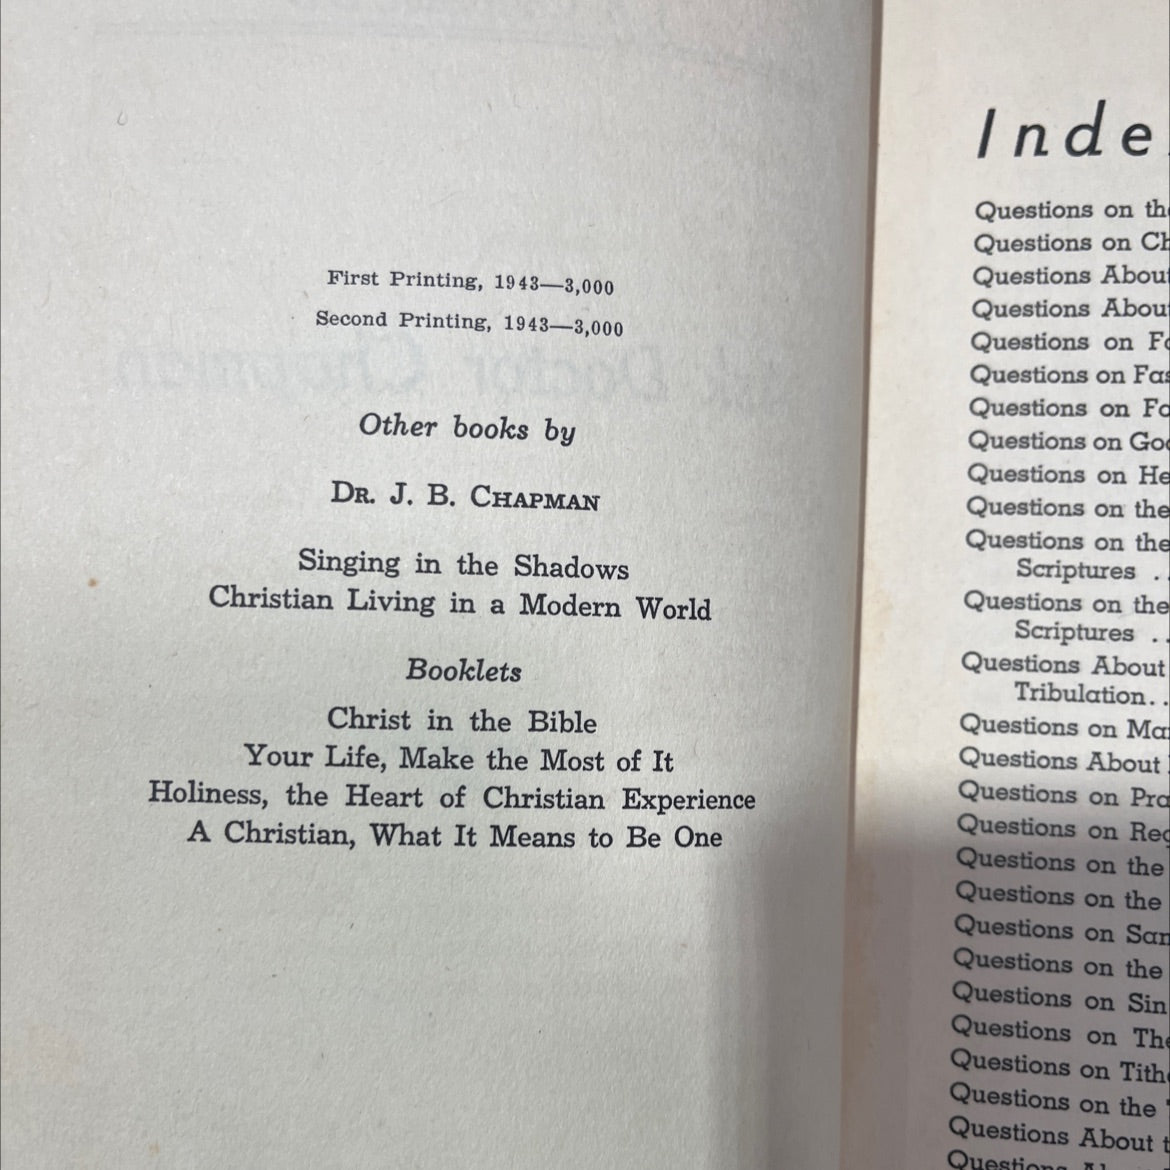 First Printing, 1943—3,000
Second Printing, 1943—3,000
Other books by
DR. J. B. CHAPMAN
Singing in the Shadows
Christian Living in a Modern World
Booklets
Christ in the Bible
Your Life, Make the Most of It
Holiness, the Heart of Christian Experience
A Christian, What It Means to Be One
Questions on
Questions on
Questions
Questions
Questions on
Questions on
Questions on
Questions on
Questions on
Questions on the
Questions on the
Scriptures . .
Questions on the
Scriptures . .
Questions About
Tribulation. .
Questions on
Questions About
Questions on
Questions on
Questions on the
Questions on the
Questions on
Questions on the
Questions on Sin
Questions on
Questions on
Questions on the
Questions About